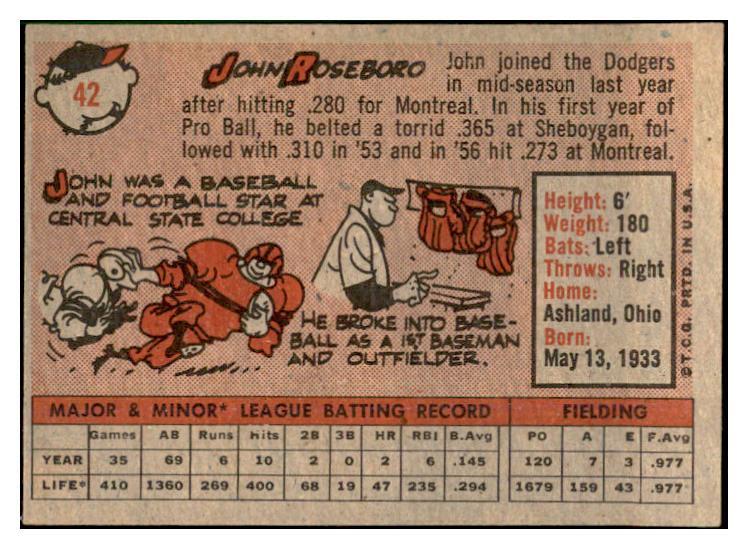 42
JOHN ROSEBORO
John joined the Dodgers
in mid-season last year
after hitting .280 for Montreal. In his first year of
Pro Ball, he belted a torrid .365 at Sheboygan, fol-
lowed with .310 in '53 and in '56 hit .273 at Montreal.
JOHN WAS A BASEBALL
AND FOOTBALL STAR AT
CENTRAL STATE COLLEGE
HE BROKE INTO BASE-
BALL AS A 1ST BASEMAN
AND OUTFIELDER.
Height: 6'
Weight: 180
Bats: Left
Throws: Right
Home:
Ashland, Ohio
Born:
May 13, 1933
©T.C.G. PRTD. IN U.S.A.
MAJOR & MINOR* LEAGUE BATTING RECORD FIELDING
Games AB Runs Hits 2B 3B HR RBI B.Avg PO A E F.Avg
YEAR 35 69 6 10 2 0 2 6 .145 120 7 3 .977
LIFE* 410 1360 269 400 68 19 47 235 .294 1679 159 43 .977